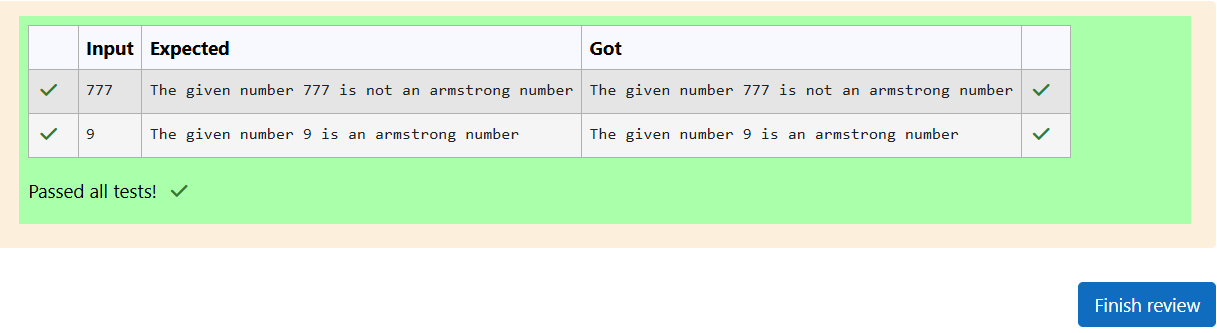 Input Expected Got
777 The given number 777 is not an armstrong number The given number 777 is not an armstrong number
9 The given number 9 is an armstrong number The given number 9 is an armstrong number
Passed all tests!
Finish review